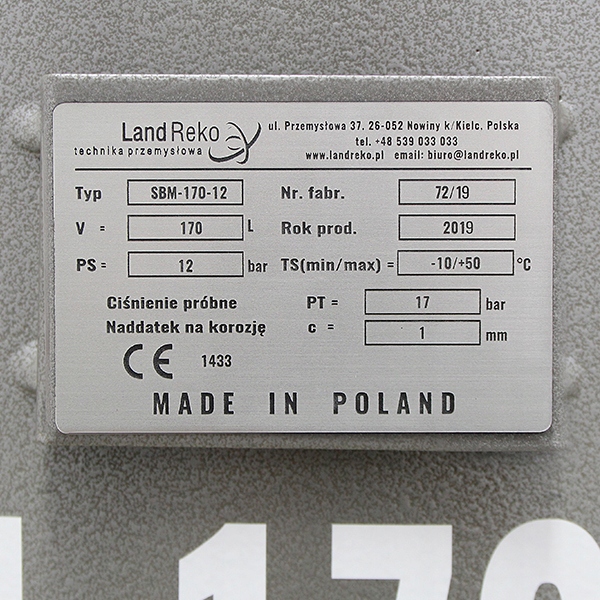 Land Reko
technika przemysłowa
ul. Przemysłowa 37. 26-052 Nowiny k/Kielc. Polska
tel. +48 539 033 033
www.landreko.pl email: biuro@landreko.pl
Typ SBM-170-12 Nr. fabr. 72/19
V = 170 L Rok prod. 2019
PS = 12 bar TS(min/max) = -10/+50 °C
Ciśnienie próbne PT = 17 bar
Naddatek na korozję c = 1 mm
CE 1433
MADE IN POLAND